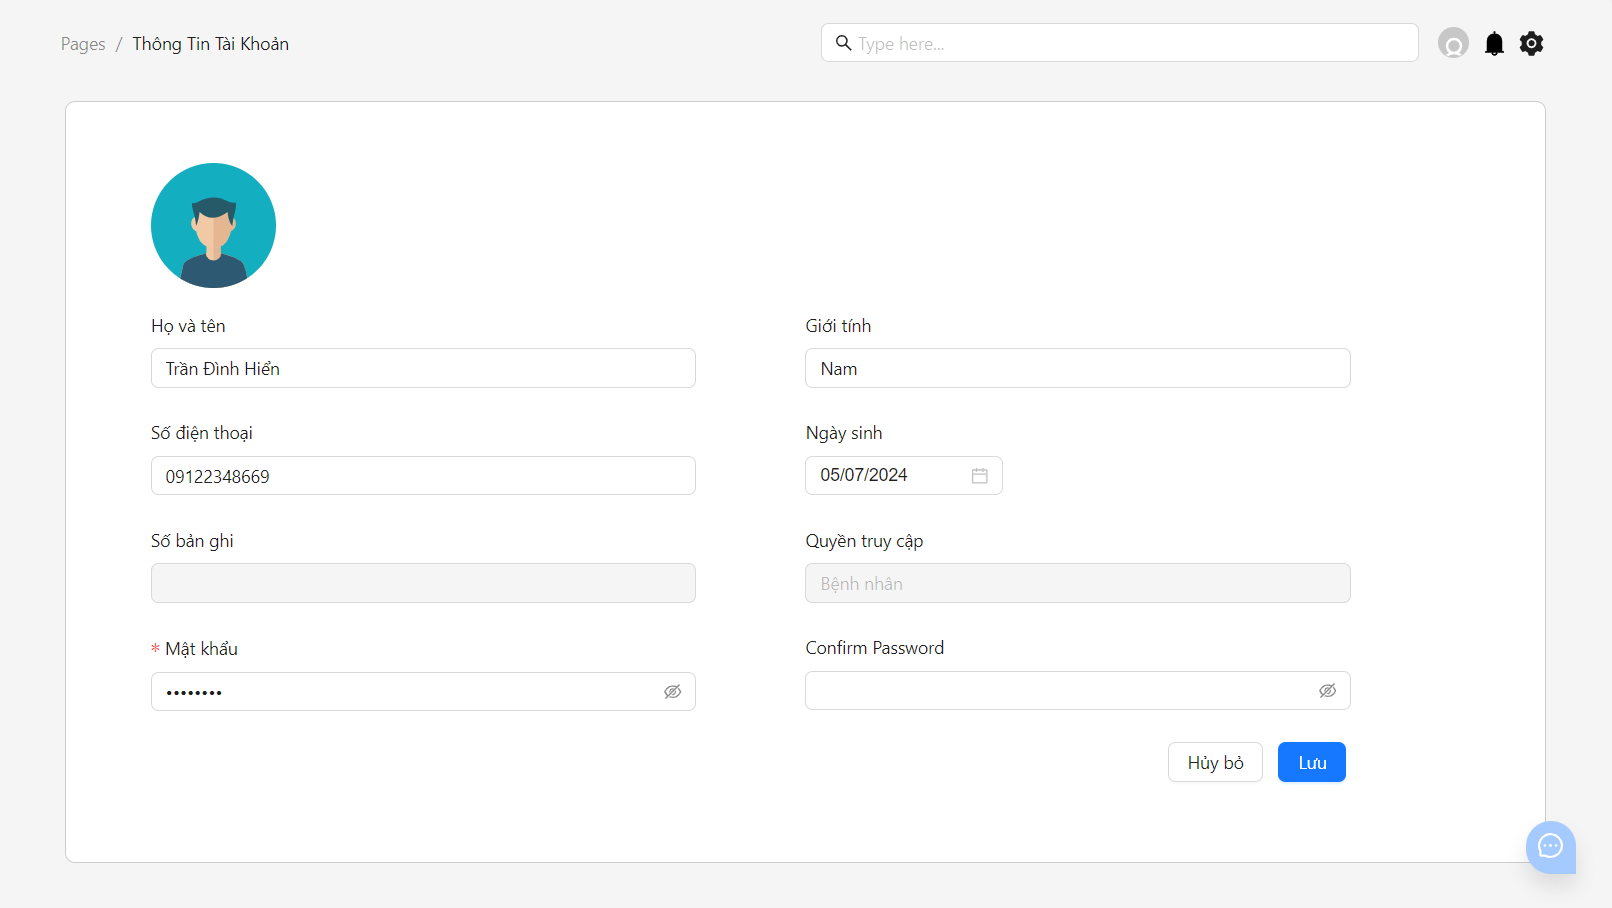 Pages / Thông Tin Tài Khoản
Type here...
Họ và tên
Giới tính
Trần Đình Hiển
Nam
Số điện thoại
Ngày sinh
09122348669
05/07/2024
Số bản ghi
Quyền truy cập
Bệnh nhân
* Mật khẩu
Confirm Password
••••••••
Hủy bỏ
Lưu